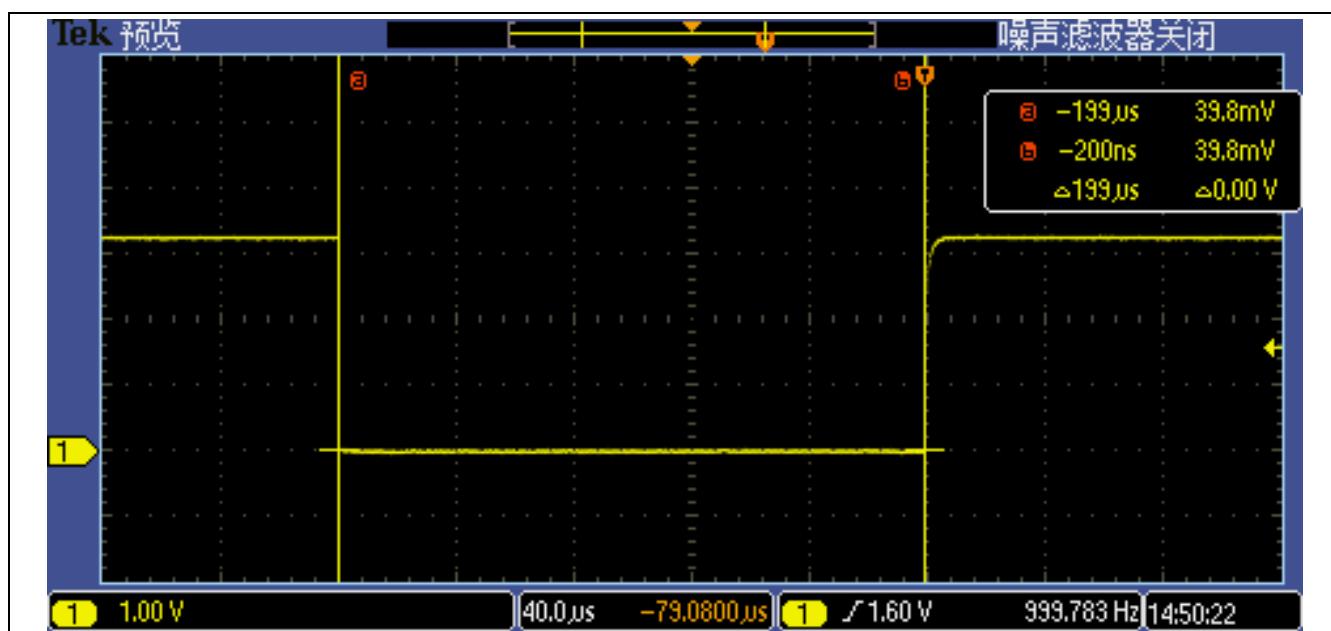 Tek 预览 噪声滤波器关闭
a b T
a −199µs 39.8mV
b −200ns 39.8mV
△199µs △0.00 V
1
1 1.00 V 40.0µs −79.0800µs 1 ⁄ 1.60 V 999.783 Hz 14:50:22